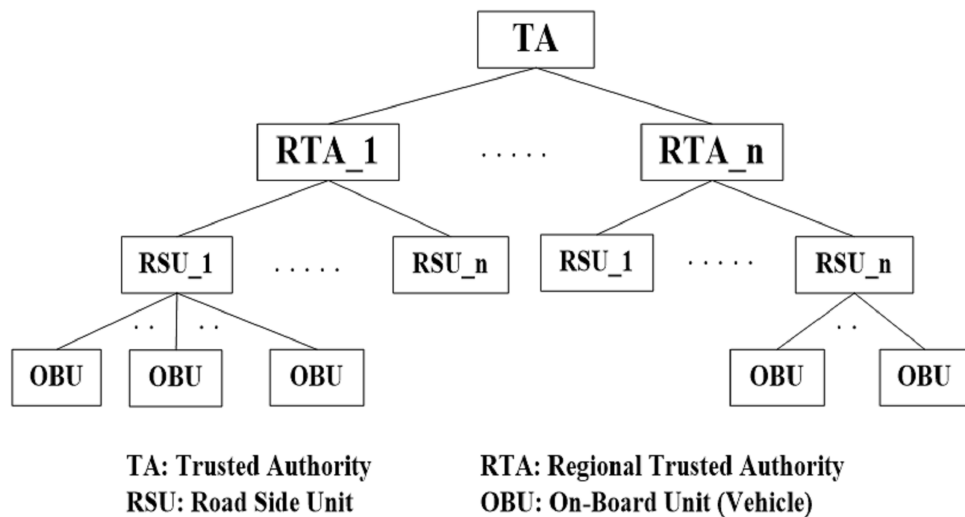 TA
RTA_1 ..... RTA_n
RSU_1 ..... RSU_n RSU_1 ..... RSU_n
.. .. ..
OBU OBU OBU OBU OBU
TA: Trusted Authority RTA: Regional Trusted Authority
RSU: Road Side Unit OBU: On-Board Unit (Vehicle)